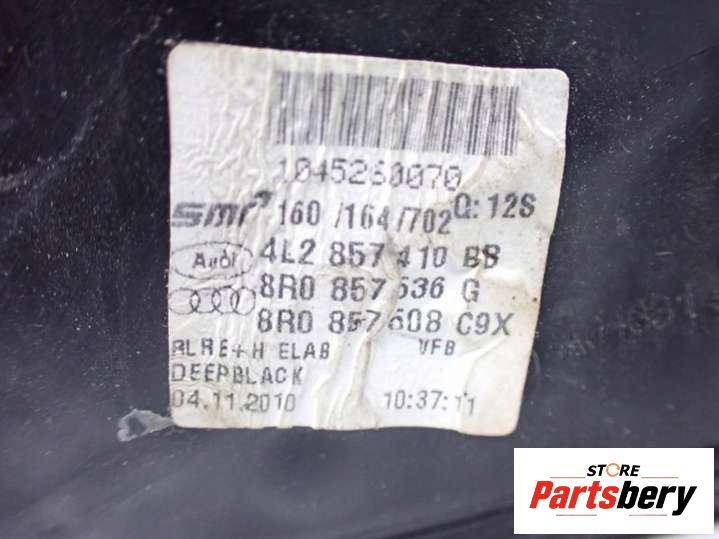 1045260070
smr 160 /164/702 Q:12S
Audi 4L2 857 410 BB
8R0 857 536 G
8R0 857 508 C9X
RLRE+H ELAB VFB
DEEPBLACK
04.11.2010 10:37:11
STORE
Partsbery